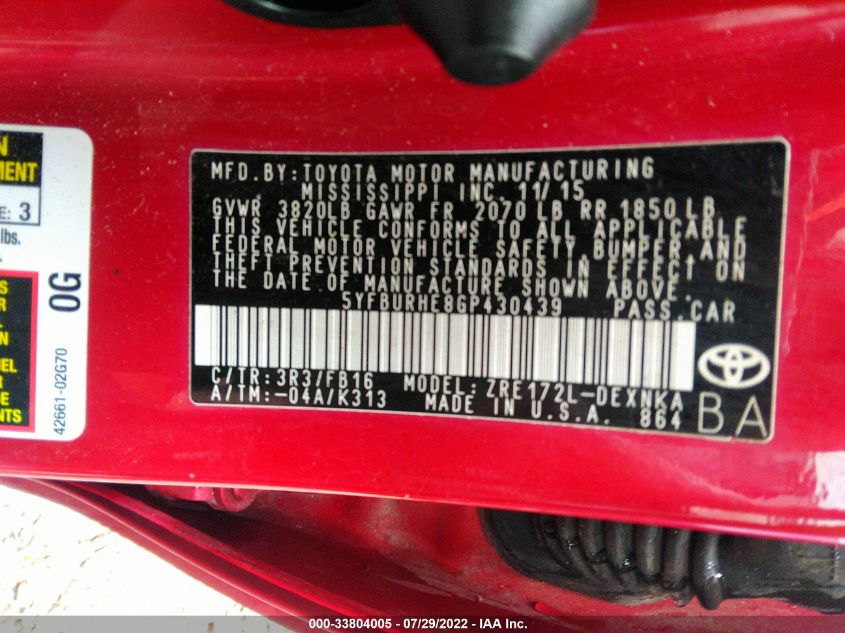 N
MENT
E: 3
lbs.
0G
42661-02G70
MFD.BY:TOYOTA MOTOR MANUFACTURING
MISSISSIPPI INC. 11/15
GVWR 3820LB GAWR FR 2070 LB RR 1850 LB
THIS VEHICLE CONFORMS TO ALL APPLICABLE
FEDERAL MOTOR VEHICLE SAFETY,BUMPER,AND
THEFT PREVENTION STANDARDS IN EFFECT ON
THE DATE OF MANUFACTURE SHOWN ABOVE.
5YFBURHE8GP430439 PASS.CAR
C/TR:3R3/FB16 MODEL:ZRE172L-DEXNKA
A/TM:-04A/K313 MADE IN U.S.A. 864
BA
000-33804005 - 07/29/2022 - IAA Inc.